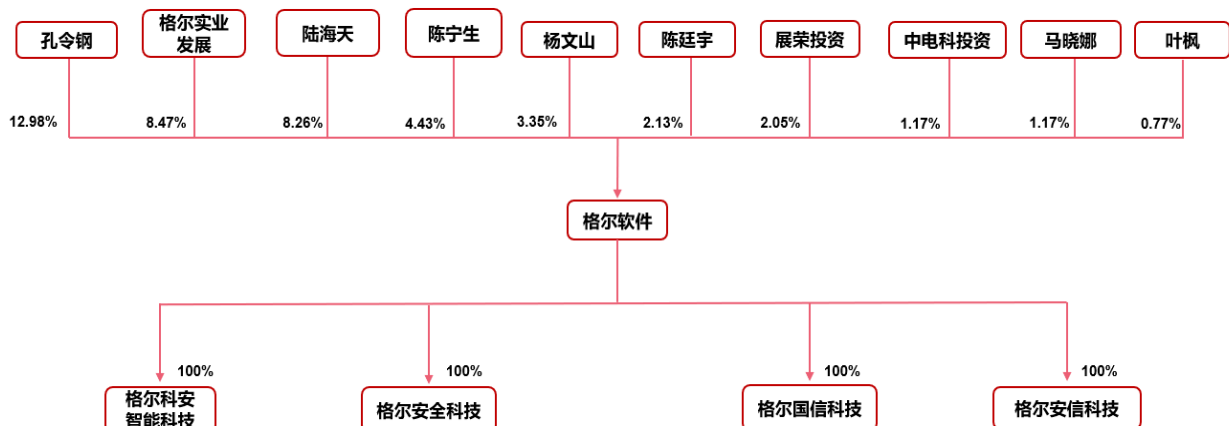 孔令钢
格尔实业
发展
陆海天
陈宁生
杨文山
陈廷宇
展荣投资
中电科投资
马晓娜
叶枫
12.98%
8.47%
8.26%
4.43%
3.35%
2.13%
2.05%
1.17%
1.17%
0.77%
格尔软件
100%
100%
100%
100%
格尔科安
智能科技
格尔安全科技
格尔国信科技
格尔安信科技